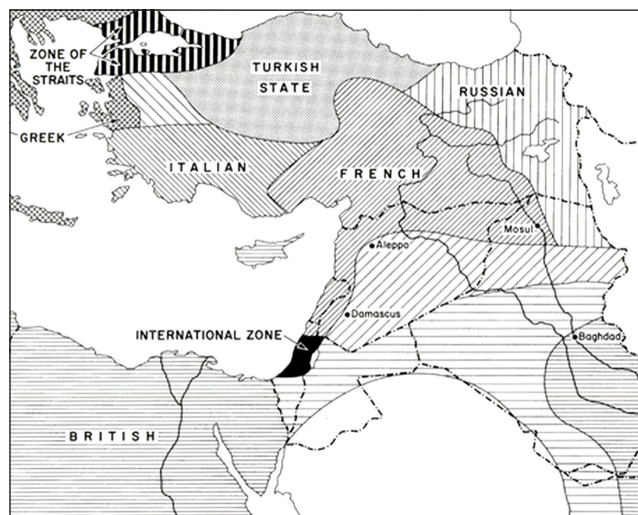 ZONE OF
THE
STRAITS
TURKISH
STATE
RUSSIAN
GREEK
ITALIAN
FRENCH
Mosul
Aleppo
Damascus
INTERNATIONAL ZONE
Baghdad
BRITISH